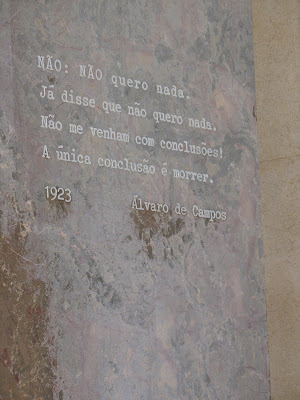 NÃO: NÃO quero nada.
Já disse que não quero nada.
Não me venham com conclusões!
A única conclusão é morrer.
1923 Álvaro de Campos